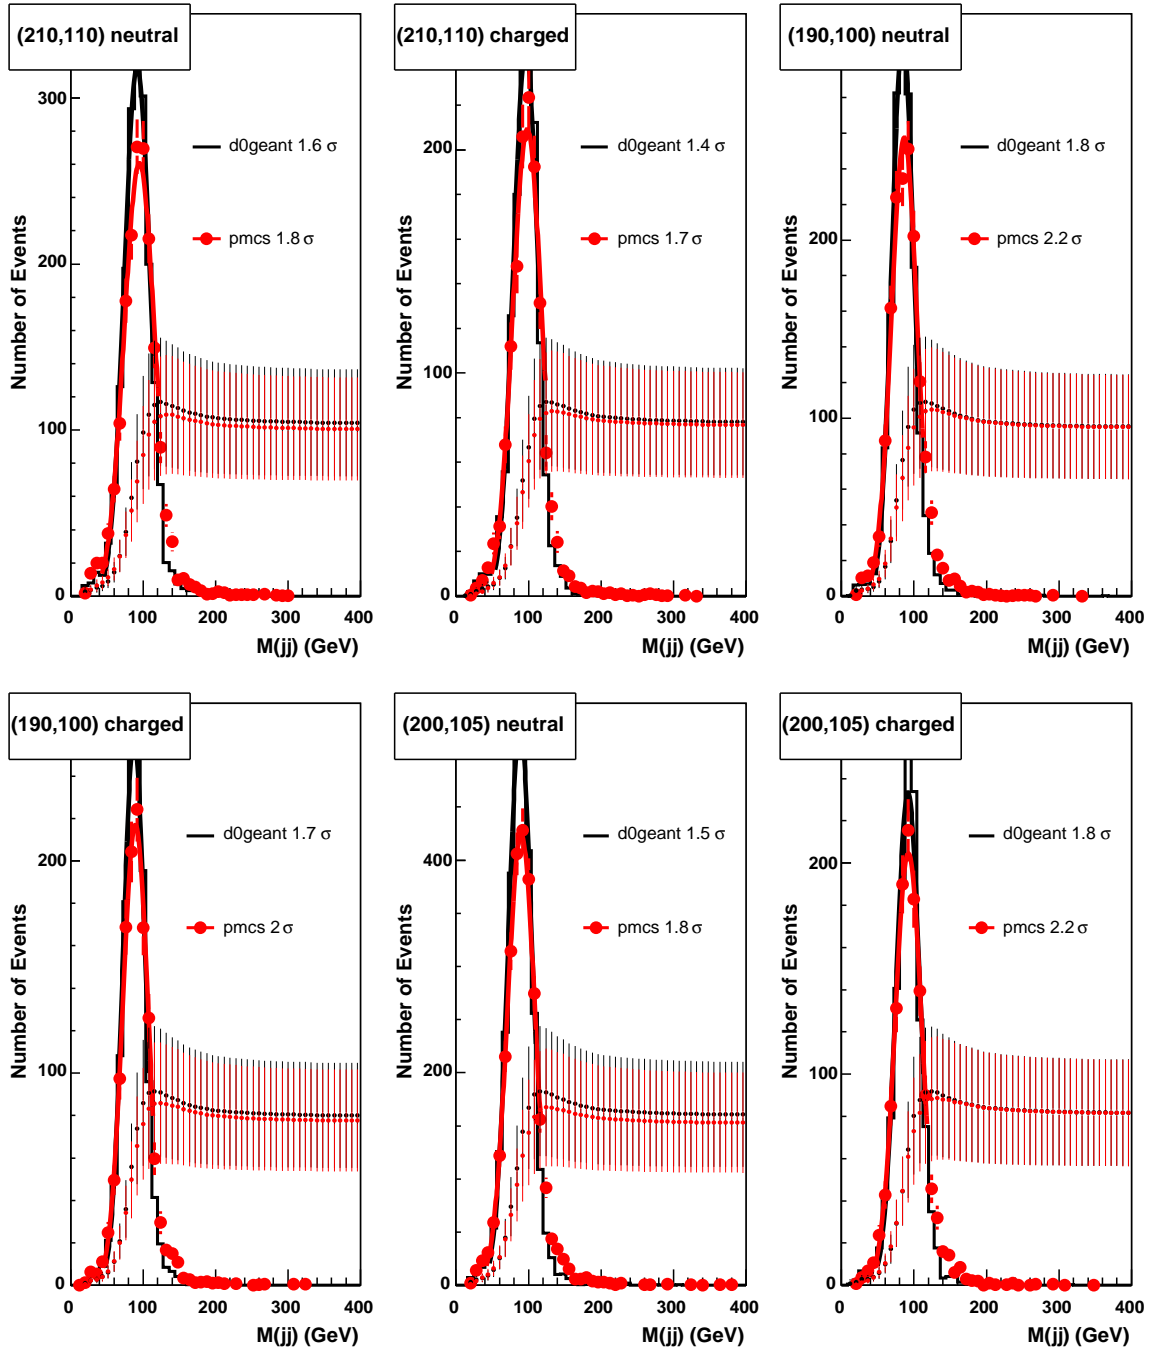 (210,110) neutral
Number of Events
300
200
100
0
d0geant 1.6 σ
pmcs 1.8 σ
0 100 200 300 400
M(jj) (GeV)
(210,110) charged
Number of Events
200
100
0
d0geant 1.4 σ
pmcs 1.7 σ
0 100 200 300 400
M(jj) (GeV)
(190,100) neutral
Number of Events
200
100
0
d0geant 1.8 σ
pmcs 2.2 σ
0 100 200 300 400
M(jj) (GeV)
(190,100) charged
Number of Events
200
100
0
d0geant 1.7 σ
pmcs 2 σ
0 100 200 300 400
M(jj) (GeV)
(200,105) neutral
Number of Events
400
200
0
d0geant 1.5 σ
pmcs 1.8 σ
0 100 200 300 400
M(jj) (GeV)
(200,105) charged
Number of Events
200
100
0
d0geant 1.8 σ
pmcs 2.2 σ
0 100 200 300 400
M(jj) (GeV)